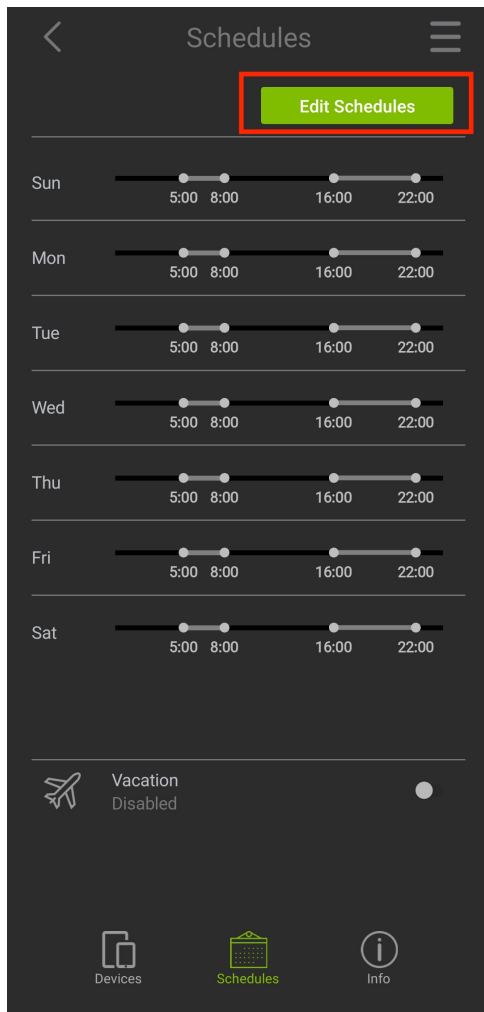 Schedules
Edit Schedules
Sun
5:00 8:00 16:00 22:00
Mon
5:00 8:00 16:00 22:00
Tue
5:00 8:00 16:00 22:00
Wed
5:00 8:00 16:00 22:00
Thu
5:00 8:00 16:00 22:00
Fri
5:00 8:00 16:00 22:00
Sat
5:00 8:00 16:00 22:00
Vacation
Disabled
Devices Schedules Info